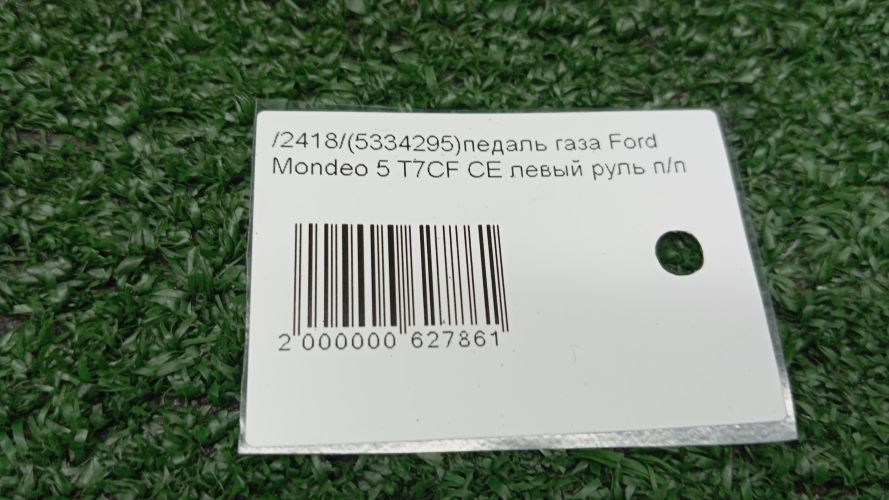 /2418/(5334295)педаль газа Ford
Mondeo 5 T7CF CE левый руль п/п
2 000000 627861